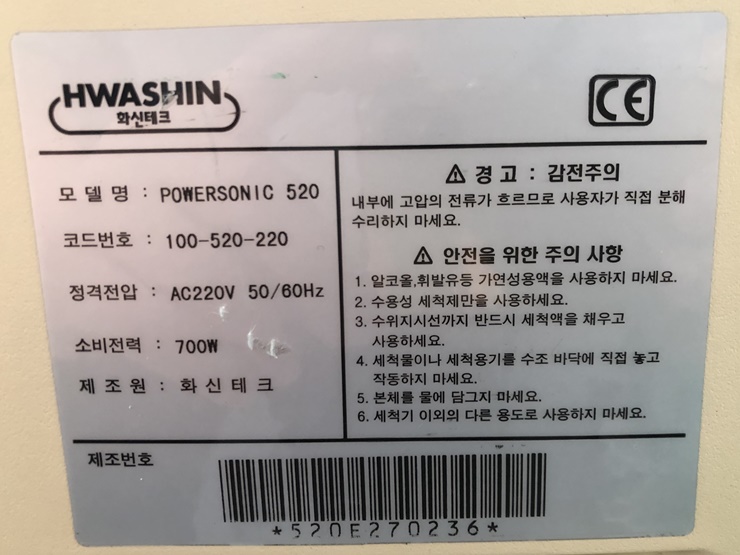 HWASHIN
화신테크
CE
모 델 명 : POWERSONIC 520
코드번호 : 100-520-220
정격전압 : AC220V 50/60Hz
소비전력 : 700W
제 조 원 : 화 신 테 크
⚠ 경 고 : 감전주의
내부에 고압의 전류가 흐르므로 사용자가 직접 분해
수리하지 마세요.
⚠ 안전을 위한 주의 사항
1. 알코올,휘발유등 가연성용액을 사용하지 마세요.
2. 수용성 세척제만을 사용하세요.
3. 수위지시선까지 반드시 세척액을 채우고
사용하세요.
4. 세척물이나 세척용기를 수조 바닥에 직접 놓고
작동하지 마세요.
5. 본체를 물에 담그지 마세요.
6. 세척기 이외의 다른 용도로 사용하지 마세요.
제조번호
*520E270236*